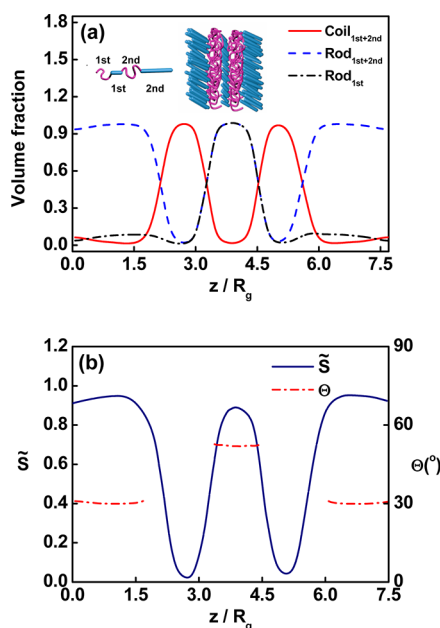 (a)
1st 2nd
1st 2nd
Coil1st+2nd
Rod1st+2nd
Rod1st
Volume fraction
1.8
1.5
1.2
0.9
0.6
0.3
0.0
0.0 1.5 3.0 4.5 6.0 7.5
z / Rg
(b)
S̃
Θ
S̃
1.2
1.0
0.8
0.6
0.4
0.2
0.0
90
60
30
0
Θ(°)
0.0 1.5 3.0 4.5 6.0 7.5
z / Rg